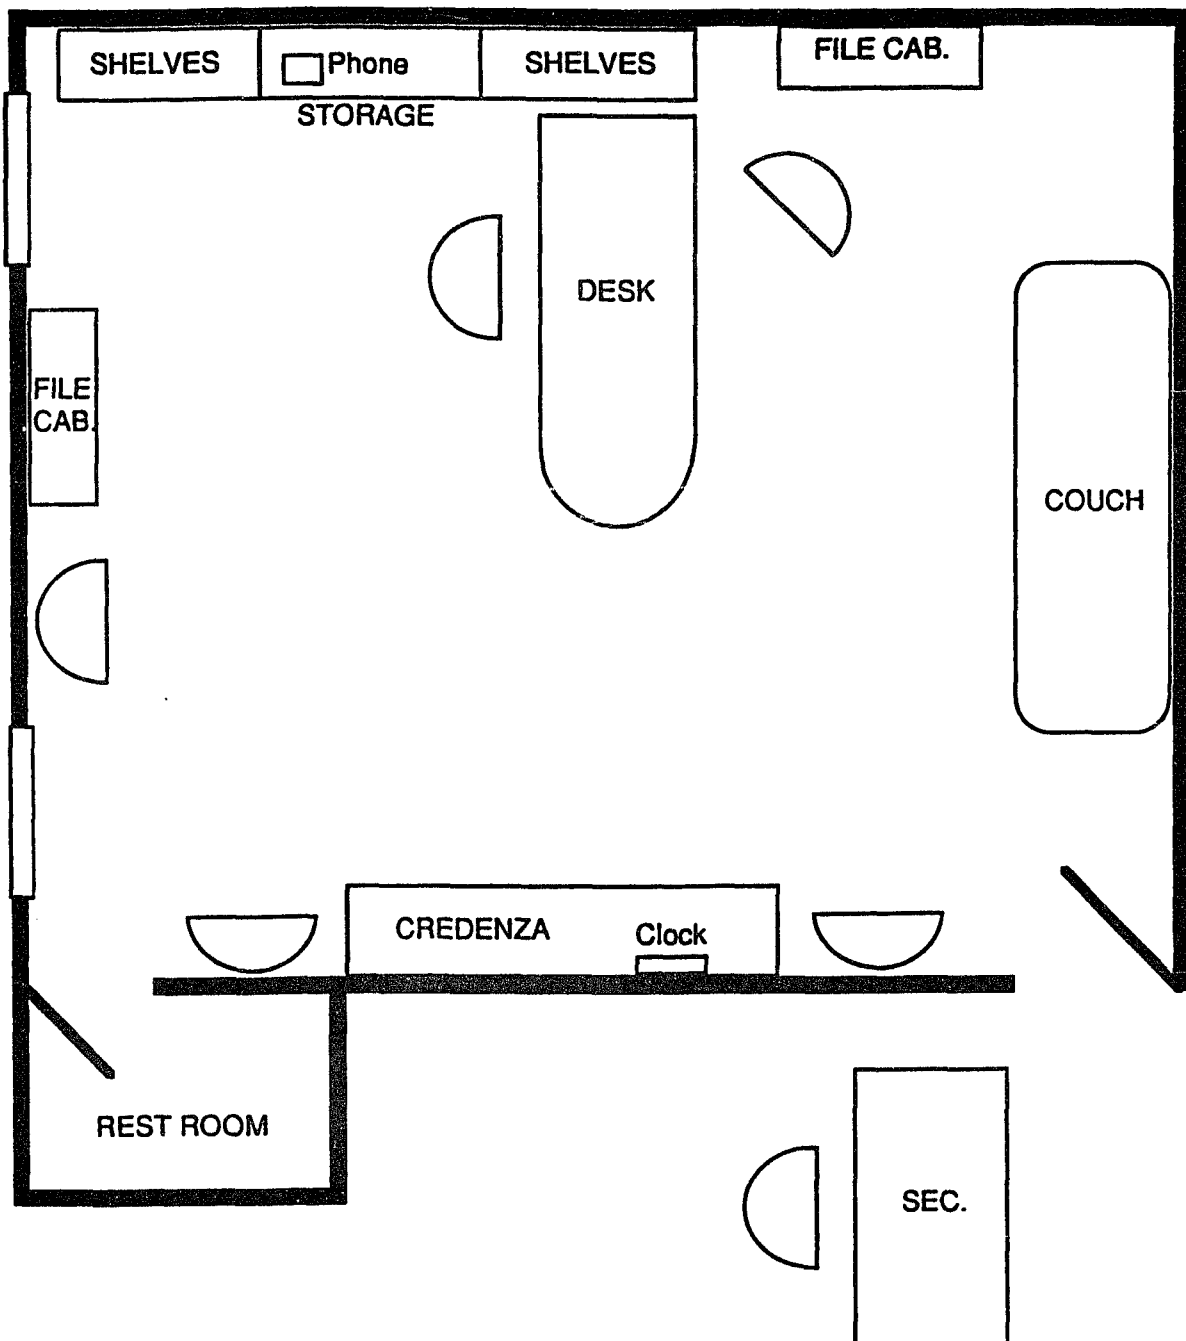 SHELVES
Phone
SHELVES
FILE CAB.
STORAGE
DESK
FILE
CAB.
COUCH
CREDENZA
Clock
REST ROOM
SEC.